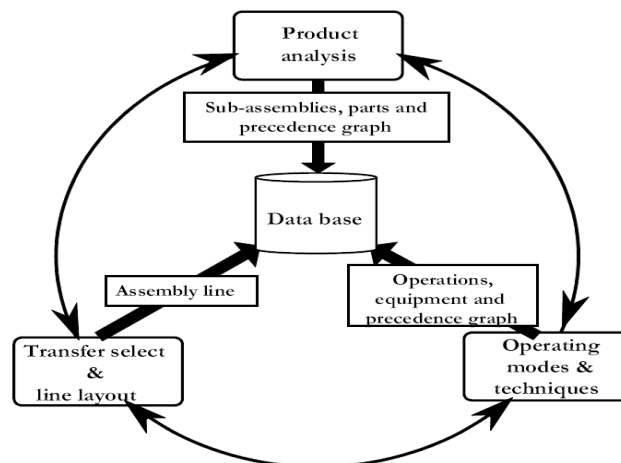 Product
analysis
Sub-assemblies, parts and
precedence graph
Data base
Assembly line
Operations,
equipment and
precedence graph
Transfer select
&
line layout
Operating
modes &
techniques